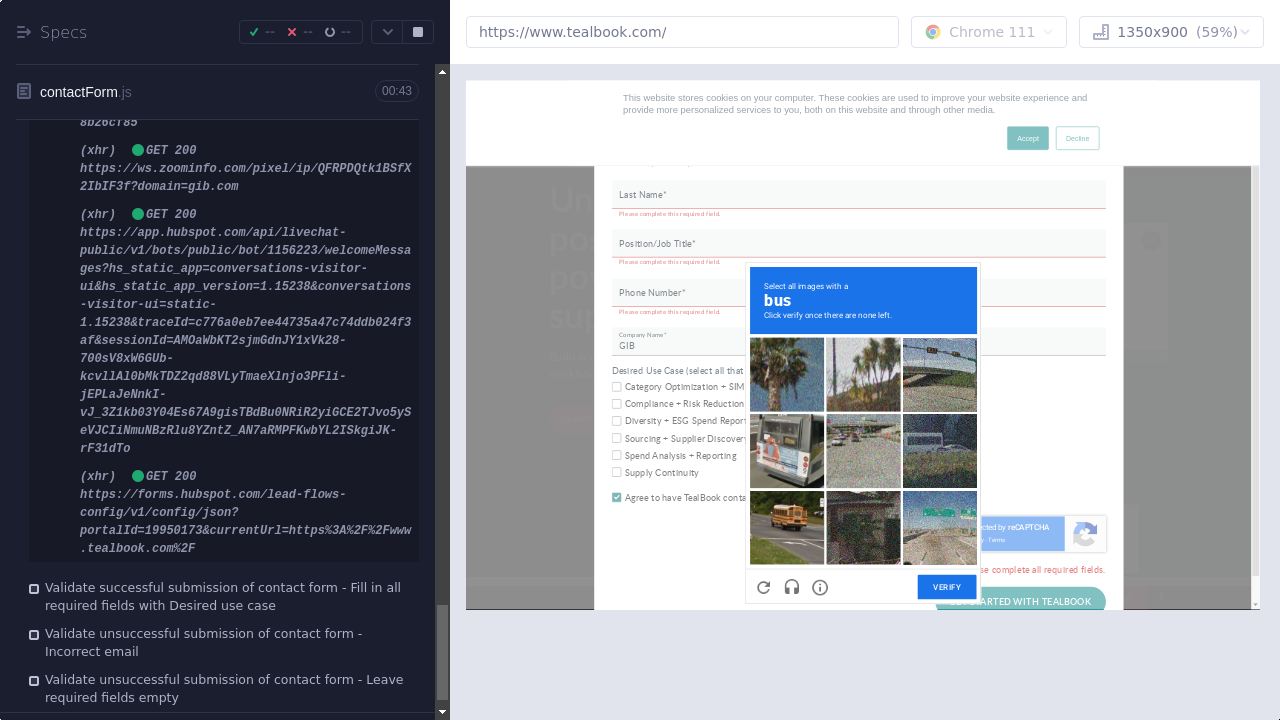 Specs
--
--
--
contactForm.js
00:43
8b26cf85
(xhr) GET 200
https://ws.zoominfo.com/pixel/ip/QFRPDQtk1BSfX
2IbIF3f?domain=gib.com
(xhr) GET 200
https://app.hubspot.com/api/livechat-
public/v1/bots/public/bot/1156223/welcomeMessa
ges?hs_static_app=conversations-visitor-
ui&hs_static_app_version=1.15238&conversations
-visitor-ui=static-
1.15238&traceId=c776a0eb7ee44735a47c74ddb024f3
af&sessionId=AMOaWbKT2sjmGdnJY1xVk28-
700sV8xW6GUb-
kcvllAl0bMkTDZ2qd88VLyTmaeXlnjo3PFli-
jEPLaJeNnkI-
vJ_3Z1kb03Y04Es67A9gisTBdBu0NRiR2yiGCE2TJvo5yS
eVJCIiNmuNBzRlu8YZntZ_AN7aRMPFKwbYL2ISkgiJK-
rF31dTo
(xhr) GET 200
https://forms.hubspot.com/lead-flows-
config/v1/config/json?
portalId=19950173&currentUrl=https%3A%2F%2Fwww
.tealbook.com%2F
Validate sucessful submission of contact form - Fill in all
required fields with Desired use case
Validate unsuccessful submission of contact form -
Incorrect email
Validate unsuccessful submission of contact form - Leave
required fields empty
https://www.tealbook.com/
Chrome 111
1350x900 (59%)
This website stores cookies on your computer. These cookies are used to improve your website experience and
provide more personalized services to you, both on this website and through other media.
Accept
Decline
Last Name*
Please complete this required field.
Position/Job Title*
Please complete this required field.
Phone Number*
Please complete this required field.
Company Name*
GIB
Desired Use Case (select all that
Category Optimization + SIM
Compliance + Risk Reduction
Diversity + ESG Spend Report
Sourcing + Supplier Discovery
Spend Analysis + Reporting
Supply Continuity
Agree to have TealBook conta
Select all images with a
bus
Click verify once there are none left.
VERIFY
cted by reCAPTCHA
Terms
se complete all required fields.
STARTED WITH TEALBOOK